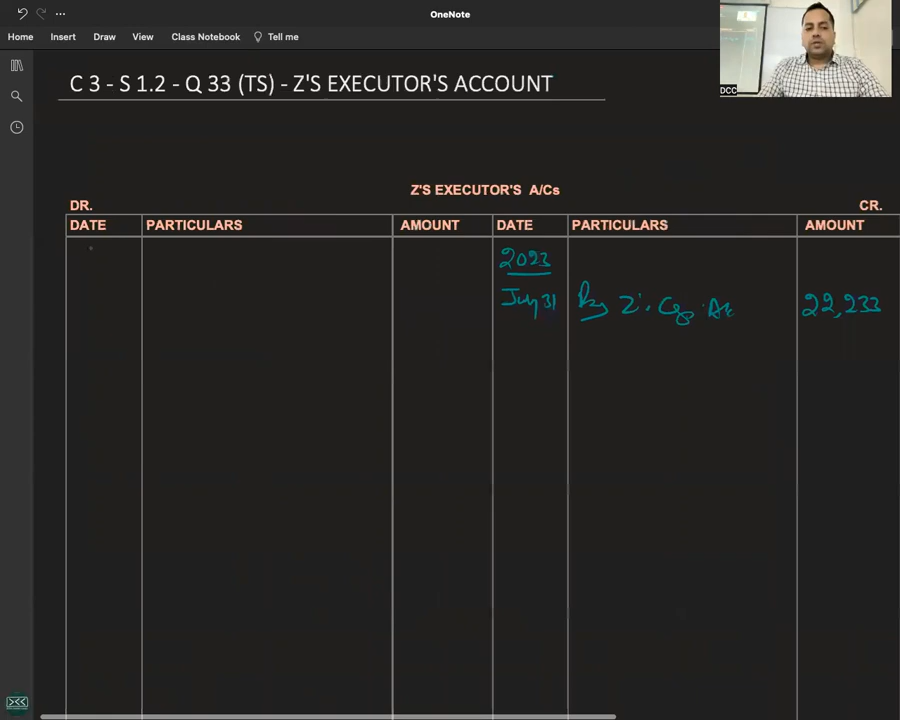 OneNote
Home Insert Draw View Class Notebook Tell me
DCC
C 3 - S 1.2 - Q 33 (TS) - Z'S EXECUTOR'S ACCOUNT
Z'S EXECUTOR'S A/Cs
DR. CR.
DATE PARTICULARS AMOUNT DATE PARTICULARS AMOUNT
2023
July 31 By Z's Cap. A/c 22,233